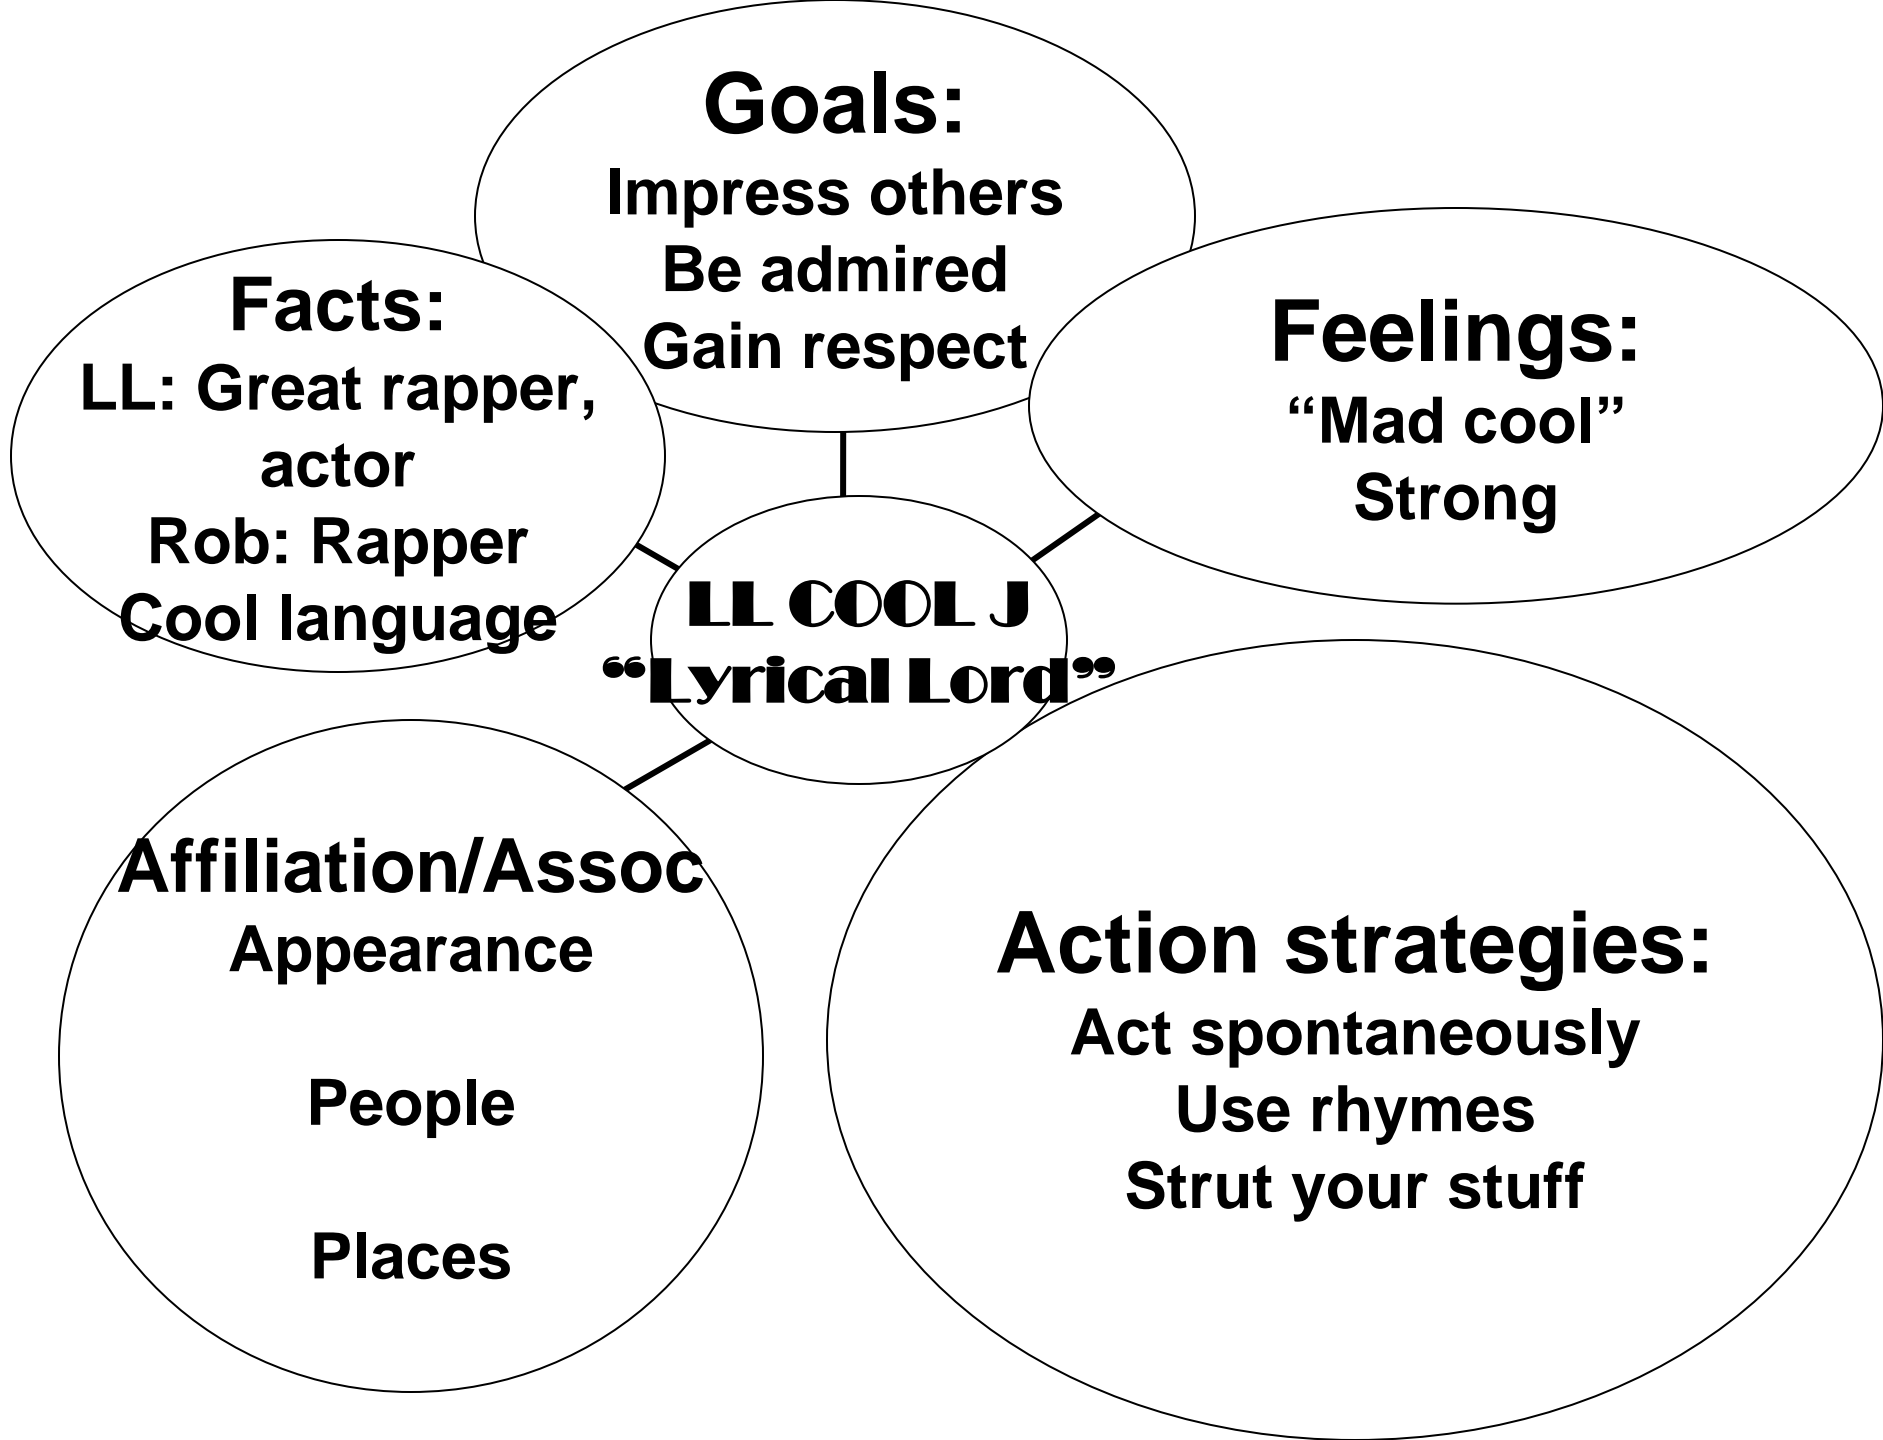 Goals:
Impress others
Be admired
Gain respect
Facts:
LL: Great rapper,
actor
Rob: Rapper
Cool language
Feelings:
“Mad cool”
Strong
LL COOL J
“Lyrical Lord”
Affiliation/Assoc
Appearance
People
Places
Action strategies:
Act spontaneously
Use rhymes
Strut your stuff